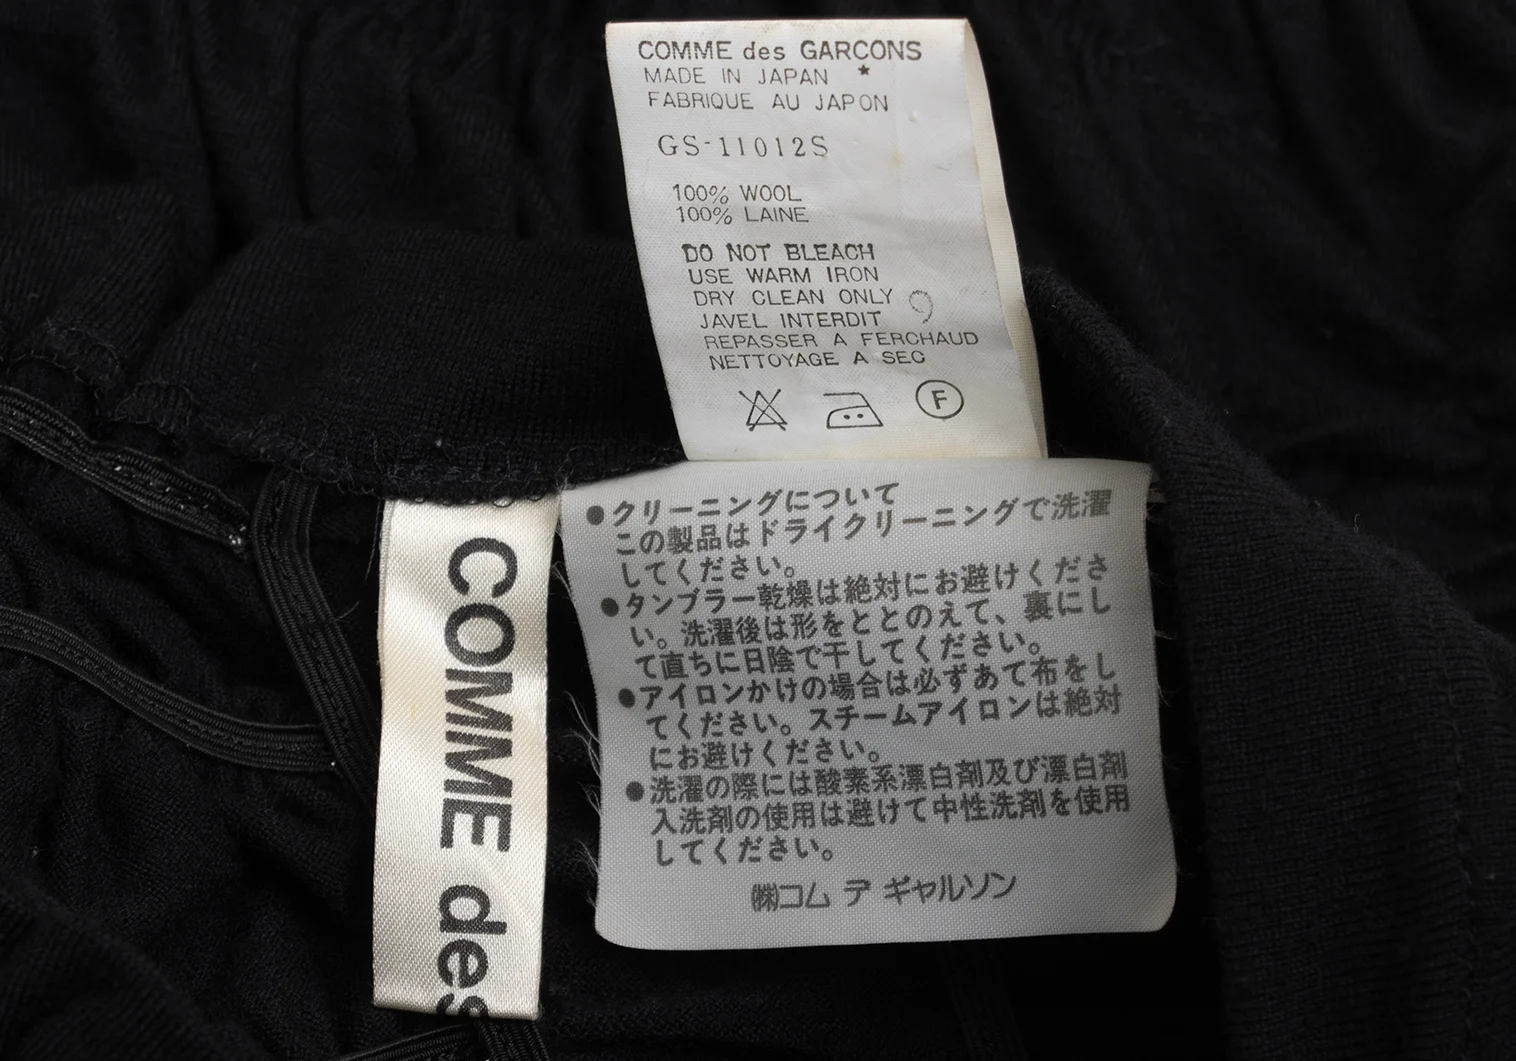 COMME des GARCONS
MADE IN JAPAN ★
FABRIQUE AU JAPON
GS-11012S
100% WOOL
100% LAINE
DO NOT BLEACH
USE WARM IRON
DRY CLEAN ONLY 9
JAVEL INTERDIT
REPASSER A FERCHAUD
NETTOYAGE A SEC
F
●クリーニングについて
この製品はドライクリーニングで洗濯
してください。
●タンブラー乾燥は絶対にお避けくださ
い。洗濯後は形をととのえて、裏にし
て直ちに日陰で干してください。
●アイロンかけの場合は必ずあて布をし
てください。スチームアイロンは絶対
にお避けください。
●洗濯の際には酸素系漂白剤及び漂白剤
入洗剤の使用は避けて中性洗剤を使用
してください。
㈱コム デ ギャルソン
COMME des